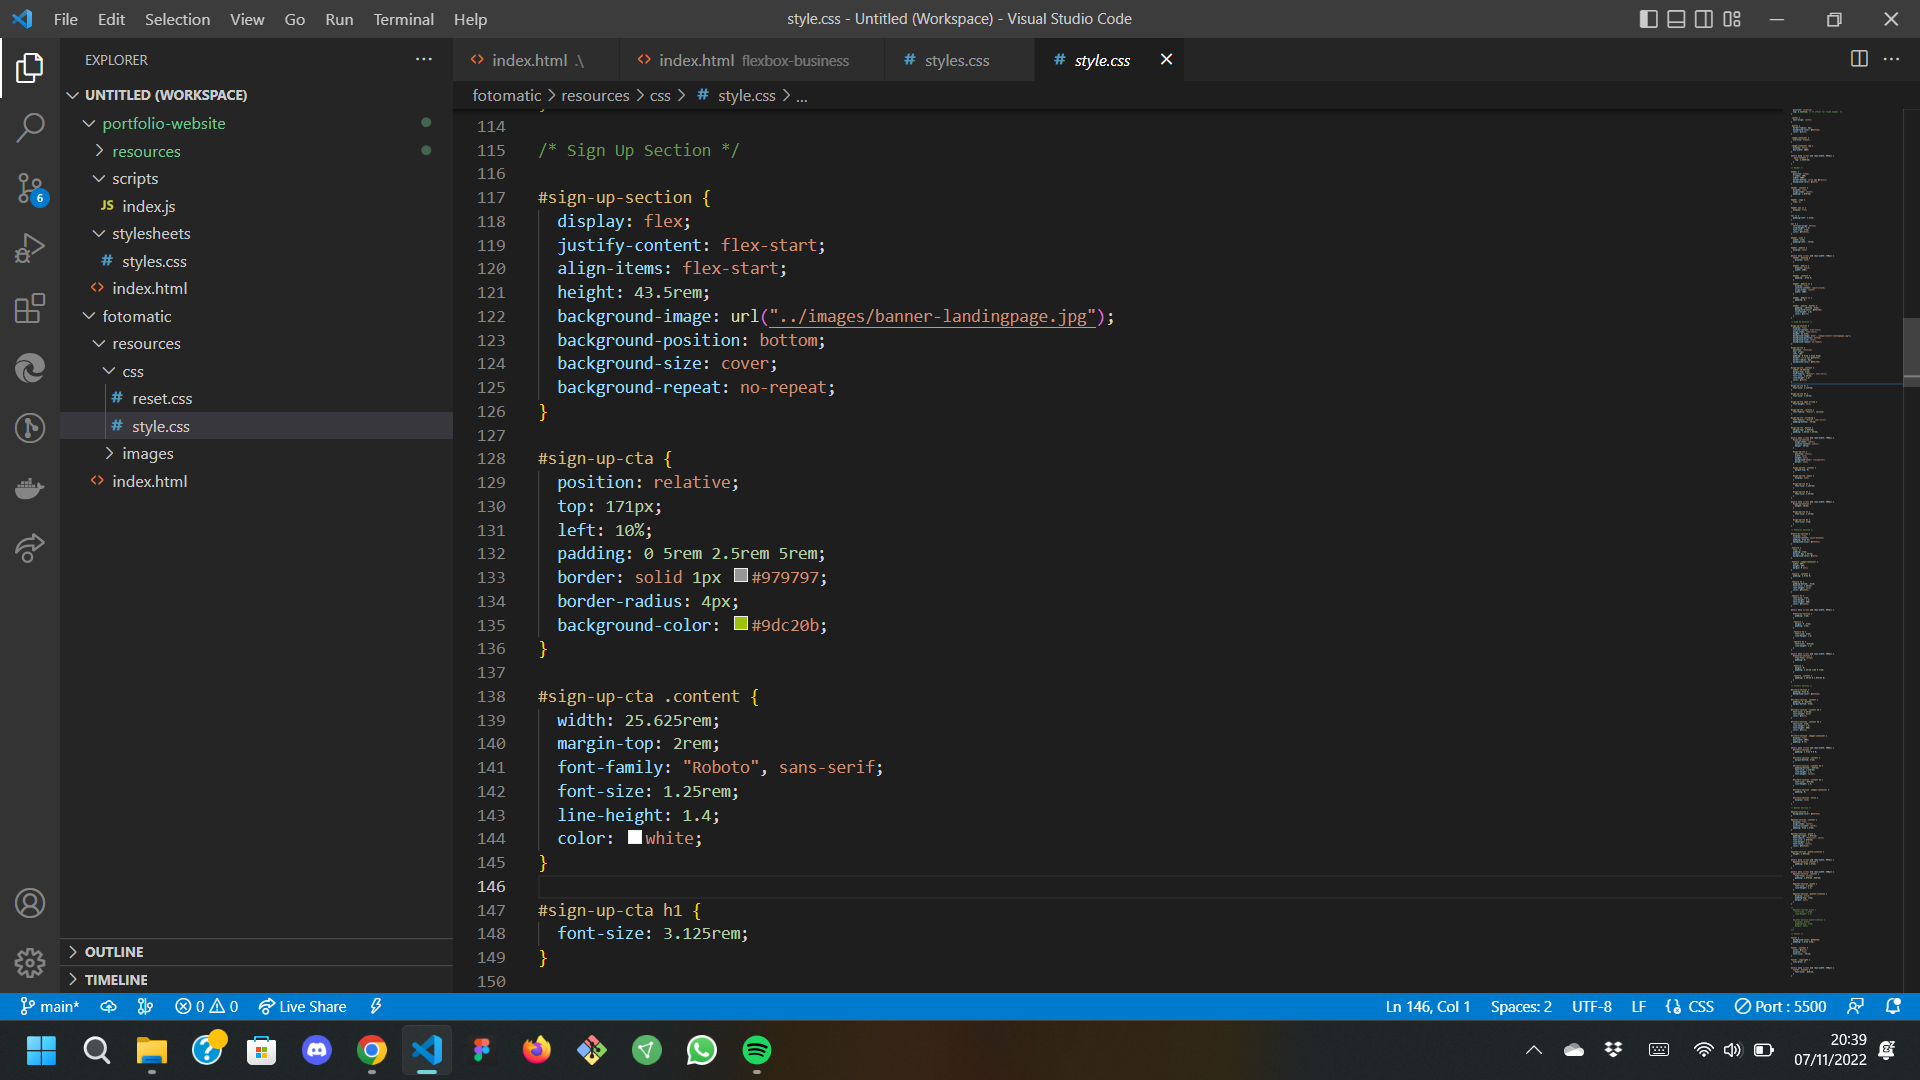 File Edit Selection View Go Run Terminal Help
style.css - Untitled (Workspace) - Visual Studio Code
EXPLORER
index.html .\
index.html flexbox-business
styles.css
style.css
UNTITLED (WORKSPACE)
portfolio-website
resources
scripts
JS index.js
stylesheets
# styles.css
index.html
fotomatic
resources
css
# reset.css
# style.css
images
index.html
OUTLINE
TIMELINE
6
fotomatic > resources > css > # style.css > ...
114
115 /* Sign Up Section */
116
117 #sign-up-section {
118 display: flex;
119 justify-content: flex-start;
120 align-items: flex-start;
121 height: 43.5rem;
122 background-image: url("../images/banner-landingpage.jpg");
123 background-position: bottom;
124 background-size: cover;
125 background-repeat: no-repeat;
126 }
127
128 #sign-up-cta {
129 position: relative;
130 top: 171px;
131 left: 10%;
132 padding: 0 5rem 2.5rem 5rem;
133 border: solid 1px #979797;
134 border-radius: 4px;
135 background-color: #9dc20b;
136 }
137
138 #sign-up-cta .content {
139 width: 25.625rem;
140 margin-top: 2rem;
141 font-family: "Roboto", sans-serif;
142 font-size: 1.25rem;
143 line-height: 1.4;
144 color: white;
145 }
146
147 #sign-up-cta h1 {
148 font-size: 3.125rem;
149 }
150
main* 0 0 Live Share
Ln 146, Col 1 Spaces: 2 UTF-8 LF CSS Port : 5500
20:39
07/11/2022